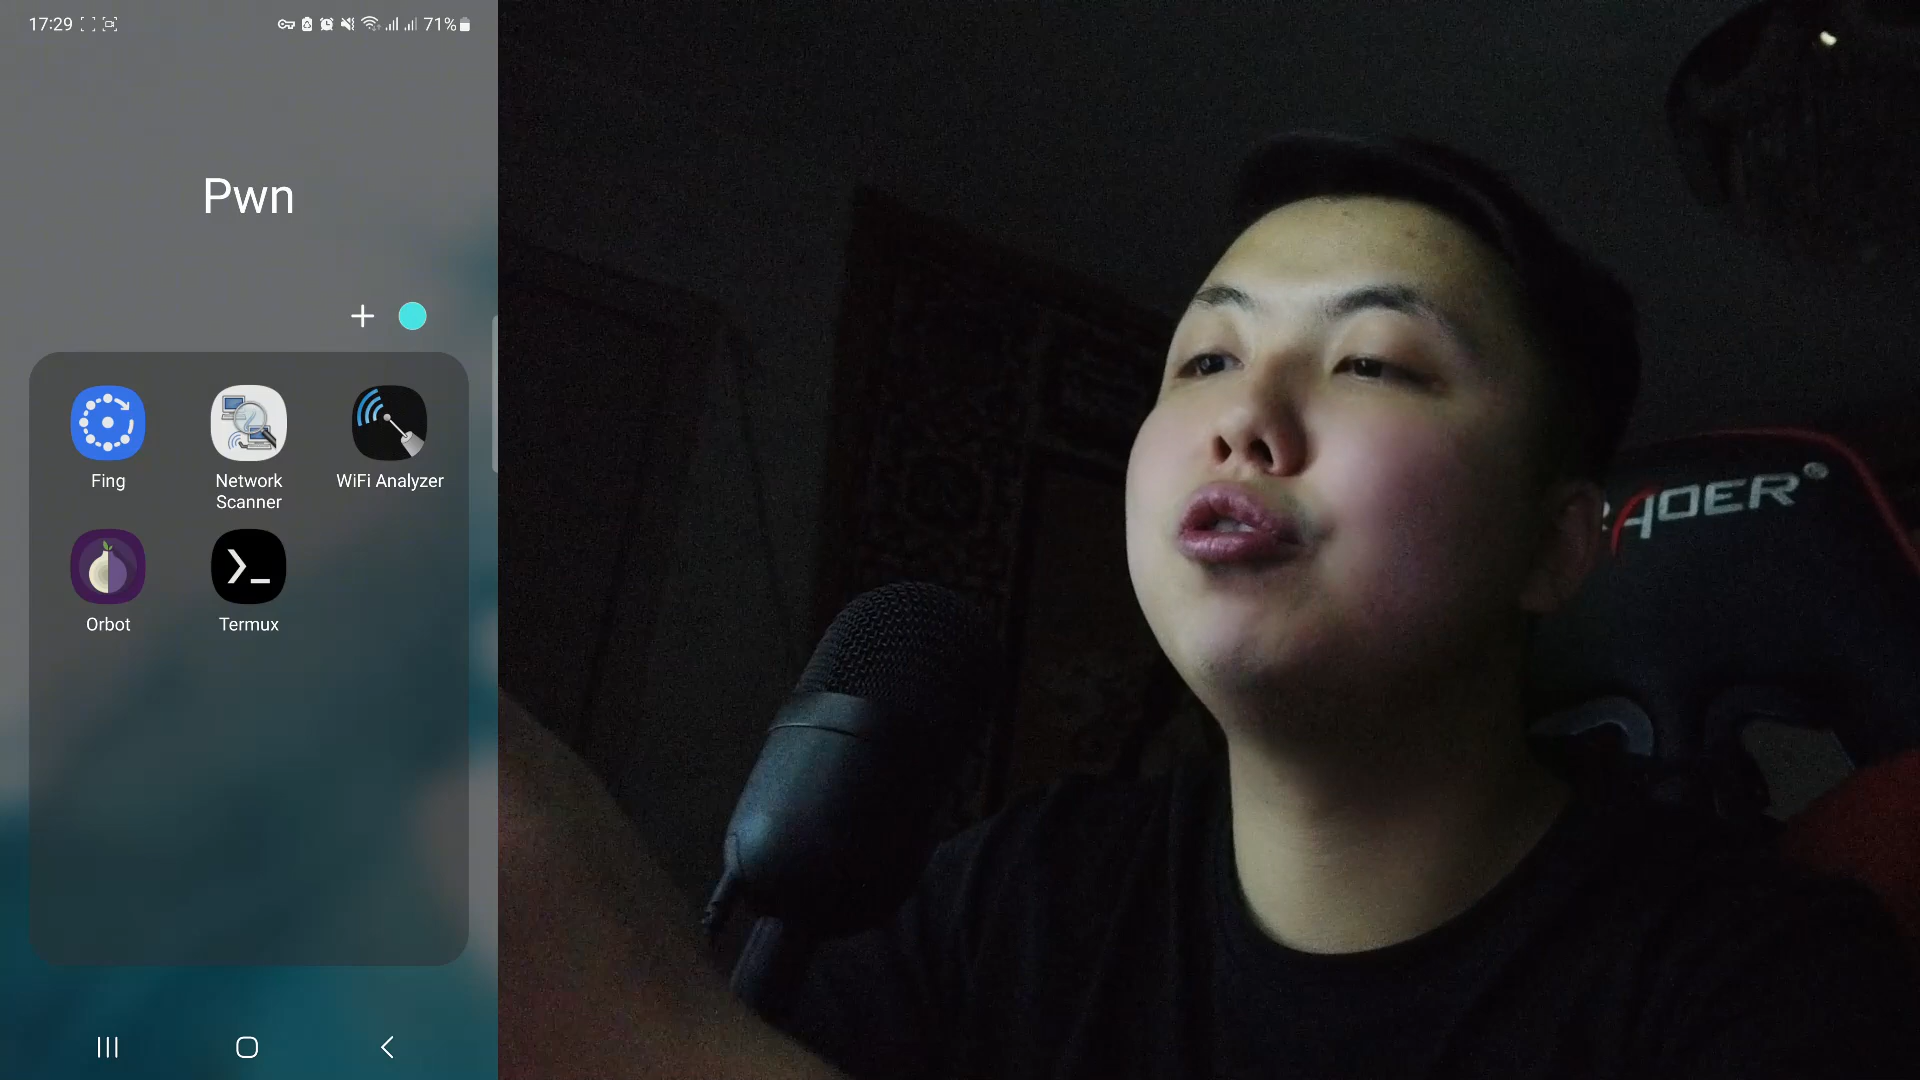 17:29
71%
Pwn
Fing
Network
Scanner
WiFi Analyzer
Orbot
Termux